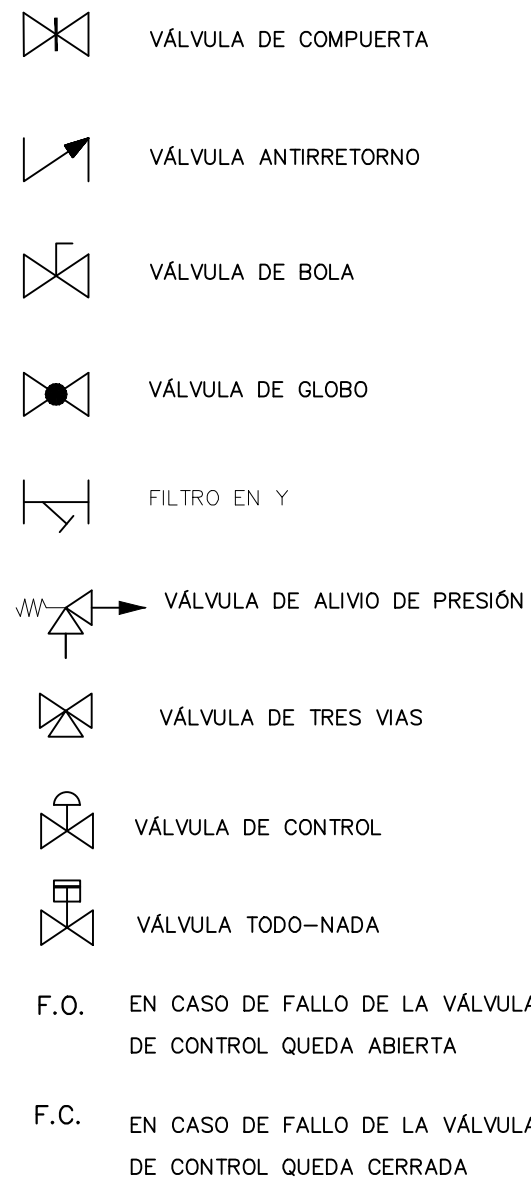 VÁLVULA DE COMPUERTA
VÁLVULA ANTIRRETORNO
VÁLVULA DE BOLA
VÁLVULA DE GLOBO
FILTRO EN Y
VÁLVULA DE ALIVIO DE PRESIÓN
VÁLVULA DE TRES VIAS
VÁLVULA DE CONTROL
VÁLVULA TODO-NADA
F.O. EN CASO DE FALLO DE LA VÁLVULA
DE CONTROL QUEDA ABIERTA
F.C. EN CASO DE FALLO DE LA VÁLVULA
DE CONTROL QUEDA CERRADA